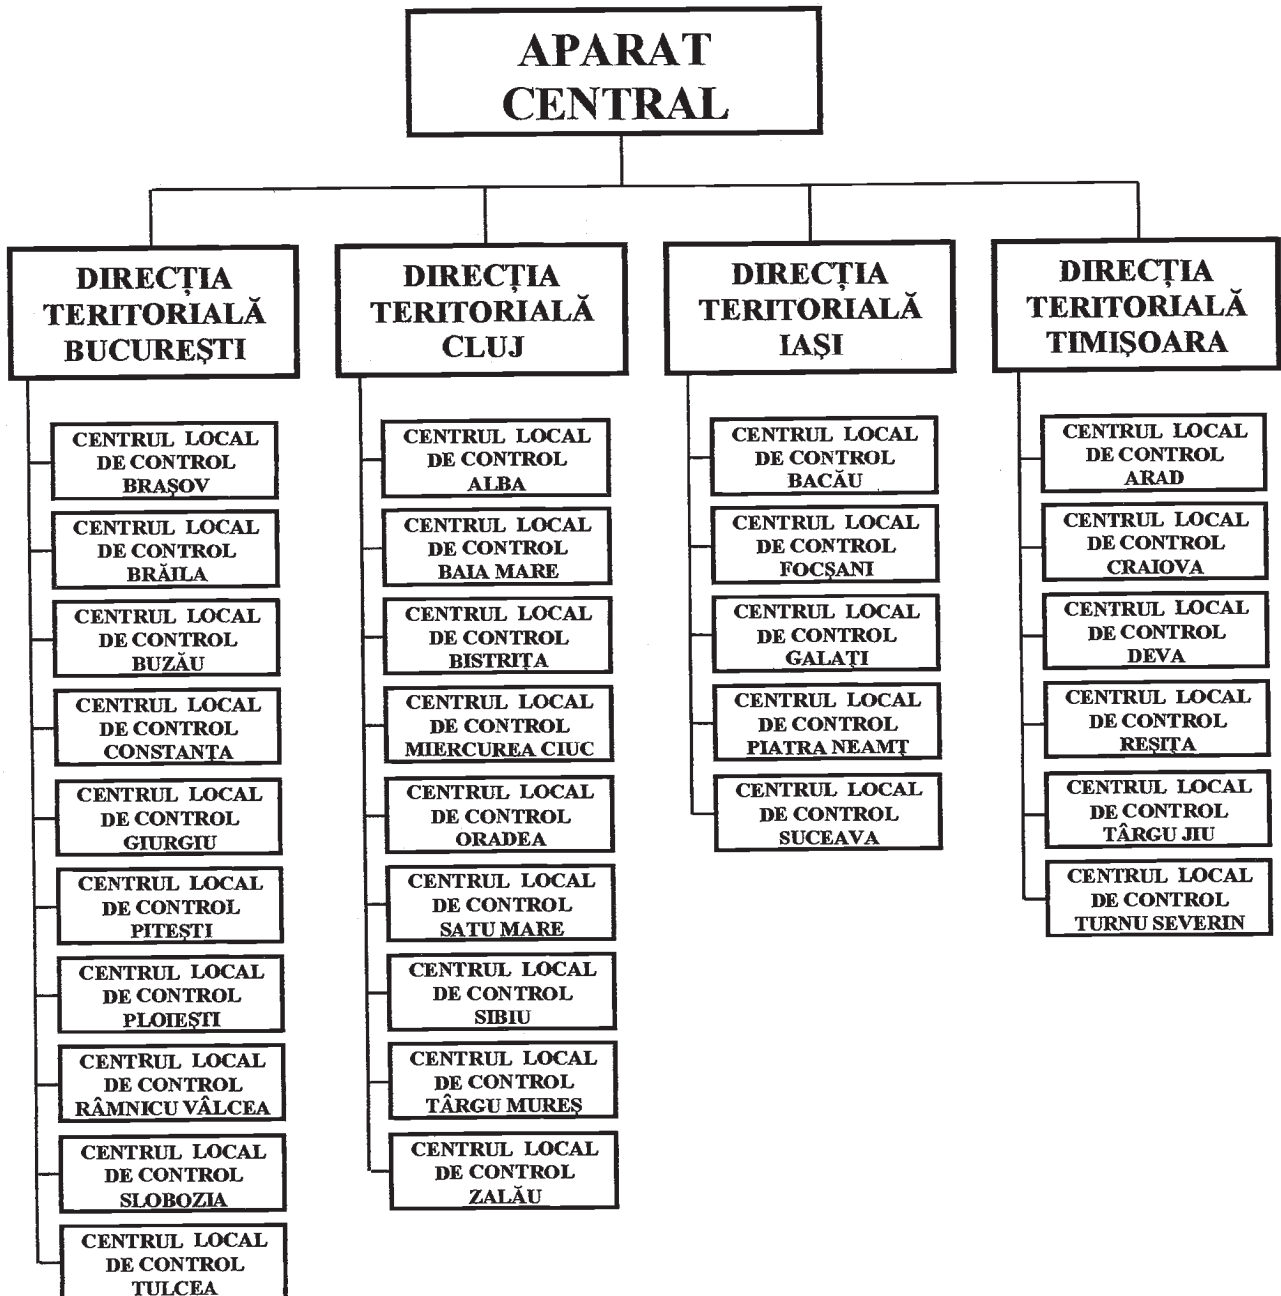 APARAT
CENTRAL
DIRECȚIA
TERITORIALĂ
BUCUREȘTI
CENTRUL LOCAL
DE CONTROL
BRAȘOV
CENTRUL LOCAL
DE CONTROL
BRĂILA
CENTRUL LOCAL
DE CONTROL
BUZĂU
CENTRUL LOCAL
DE CONTROL
CONSTANȚA
CENTRUL LOCAL
DE CONTROL
GIURGIU
CENTRUL LOCAL
DE CONTROL
PITEȘTI
CENTRUL LOCAL
DE CONTROL
PLOIEȘTI
CENTRUL LOCAL
DE CONTROL
RÂMNICU VÂLCEA
CENTRUL LOCAL
DE CONTROL
SLOBOZIA
CENTRUL LOCAL
DE CONTROL
TULCEA
DIRECȚIA
TERITORIALĂ
CLUJ
CENTRUL LOCAL
DE CONTROL
ALBA
CENTRUL LOCAL
DE CONTROL
BAIA MARE
CENTRUL LOCAL
DE CONTROL
BISTRIȚA
CENTRUL LOCAL
DE CONTROL
MIERCUREA CIUC
CENTRUL LOCAL
DE CONTROL
ORADEA
CENTRUL LOCAL
DE CONTROL
SATU MARE
CENTRUL LOCAL
DE CONTROL
SIBIU
CENTRUL LOCAL
DE CONTROL
TÂRGU MUREȘ
CENTRUL LOCAL
DE CONTROL
ZALĂU
DIRECȚIA
TERITORIALĂ
IAȘI
CENTRUL LOCAL
DE CONTROL
BACĂU
CENTRUL LOCAL
DE CONTROL
FOCȘANI
CENTRUL LOCAL
DE CONTROL
GALAȚI
CENTRUL LOCAL
DE CONTROL
PIATRA NEAMȚ
CENTRUL LOCAL
DE CONTROL
SUCEAVA
DIRECȚIA
TERITORIALĂ
TIMIȘOARA
CENTRUL LOCAL
DE CONTROL
ARAD
CENTRUL LOCAL
DE CONTROL
CRAIOVA
CENTRUL LOCAL
DE CONTROL
DEVA
CENTRUL LOCAL
DE CONTROL
REȘIȚA
CENTRUL LOCAL
DE CONTROL
TÂRGU JIU
CENTRUL LOCAL
DE CONTROL
TURNU SEVERIN